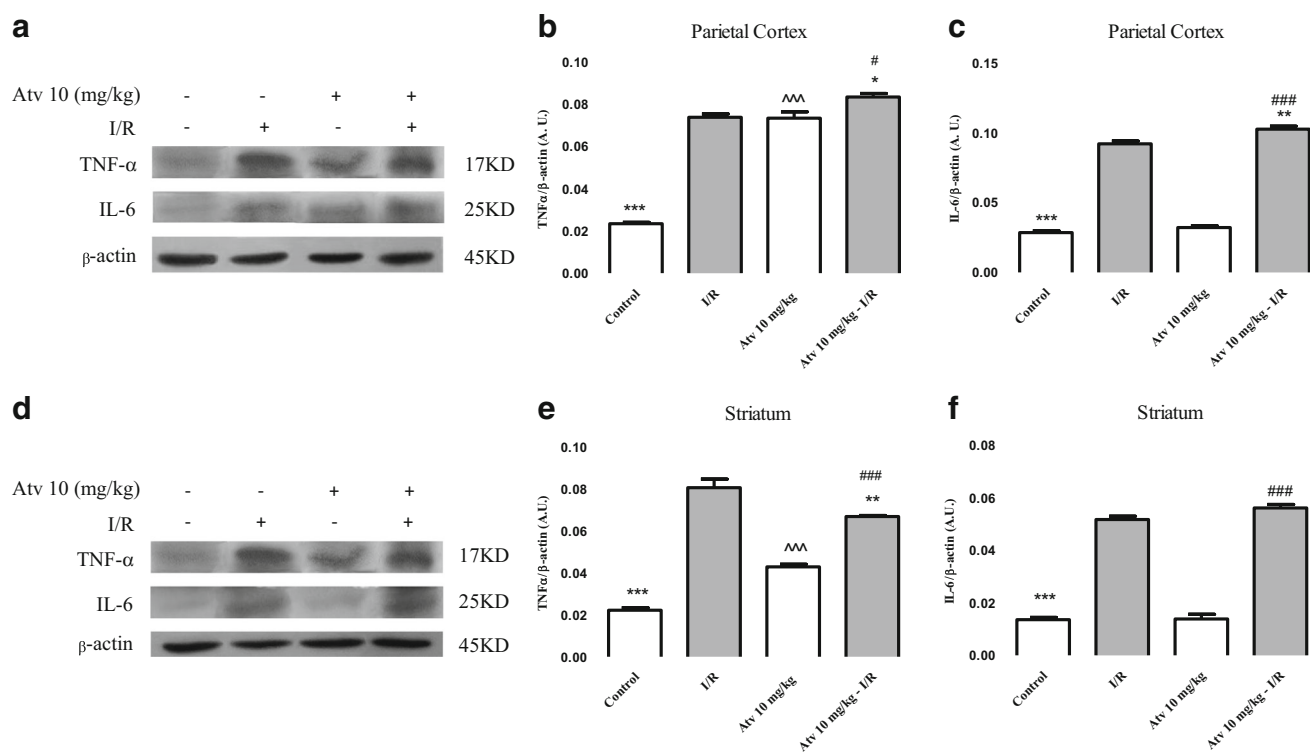 a
Atv 10 (mg/kg) - - + +
I/R - + - +
TNF-α 17KD
IL-6 25KD
β-actin 45KD
b
Parietal Cortex
TNFα/β-actin (A. U.)
0.10
0.08
0.06
0.04
0.02
0.00
***
^^^
#
*
Control
I/R
Atv 10 mg/kg
Atv 10 mg/kg - I/R
c
Parietal Cortex
IL-6/β-actin (A. U.)
0.15
0.10
0.05
0.00
***
###
**
Control
I/R
Atv 10 mg/kg
Atv 10 mg/kg - I/R
d
Atv 10 (mg/kg) - - + +
I/R - + - +
TNF-α 17KD
IL-6 25KD
β-actin 45KD
e
Striatum
TNFα/β-actin (A.U.)
0.10
0.08
0.06
0.04
0.02
0.00
***
^^^
###
**
Control
I/R
Atv 10 mg/kg
Atv 10 mg/kg - I/R
f
Striatum
IL-6/β-actin (A.U.)
0.08
0.06
0.04
0.02
0.00
***
###
Control
I/R
Atv 10 mg/kg
Atv 10 mg/kg - I/R